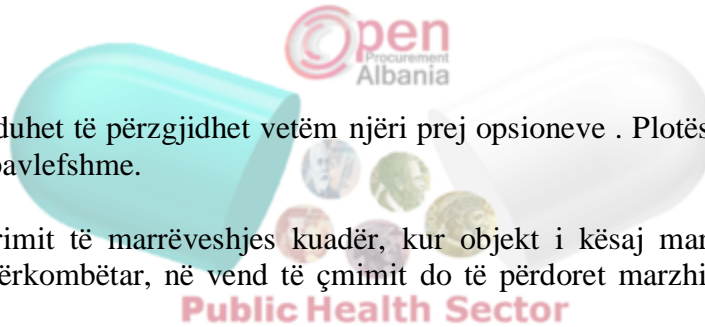 Open
Procurement
Albania
duhet të përzgjidhet vetëm njëri prej opsioneve . Plotës
pavlefshme.
rimit të marrëveshjes kuadër, kur objekt i kësaj mar
ërkombëtar, në vend të çmimit do të përdoret marzhi
Public Health Sector